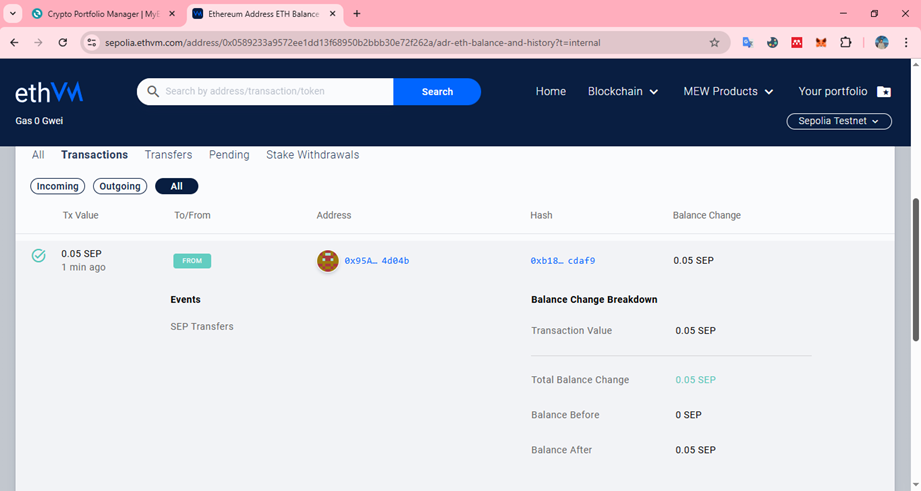 Crypto Portfolio Manager | MyE
Ethereum Address ETH Balance
sepolia.ethvm.com/address/0x0589233a9572ee1dd13f68950b2bbb30e72f262a/adr-eth-balance-and-history?t=internal
ethVM
Search by address/transaction/token
Search
Home
Blockchain
MEW Products
Your portfolio
Gas 0 Gwei
Sepolia Testnet
All
Transactions
Transfers
Pending
Stake Withdrawals
Incoming
Outgoing
All
Tx Value
To/From
Address
Hash
Balance Change
0.05 SEP
1 min ago
FROM
0x95A… 4d04b
0xb18… cdaf9
0.05 SEP
Events
Balance Change Breakdown
SEP Transfers
Transaction Value
0.05 SEP
Total Balance Change
0.05 SEP
Balance Before
0 SEP
Balance After
0.05 SEP